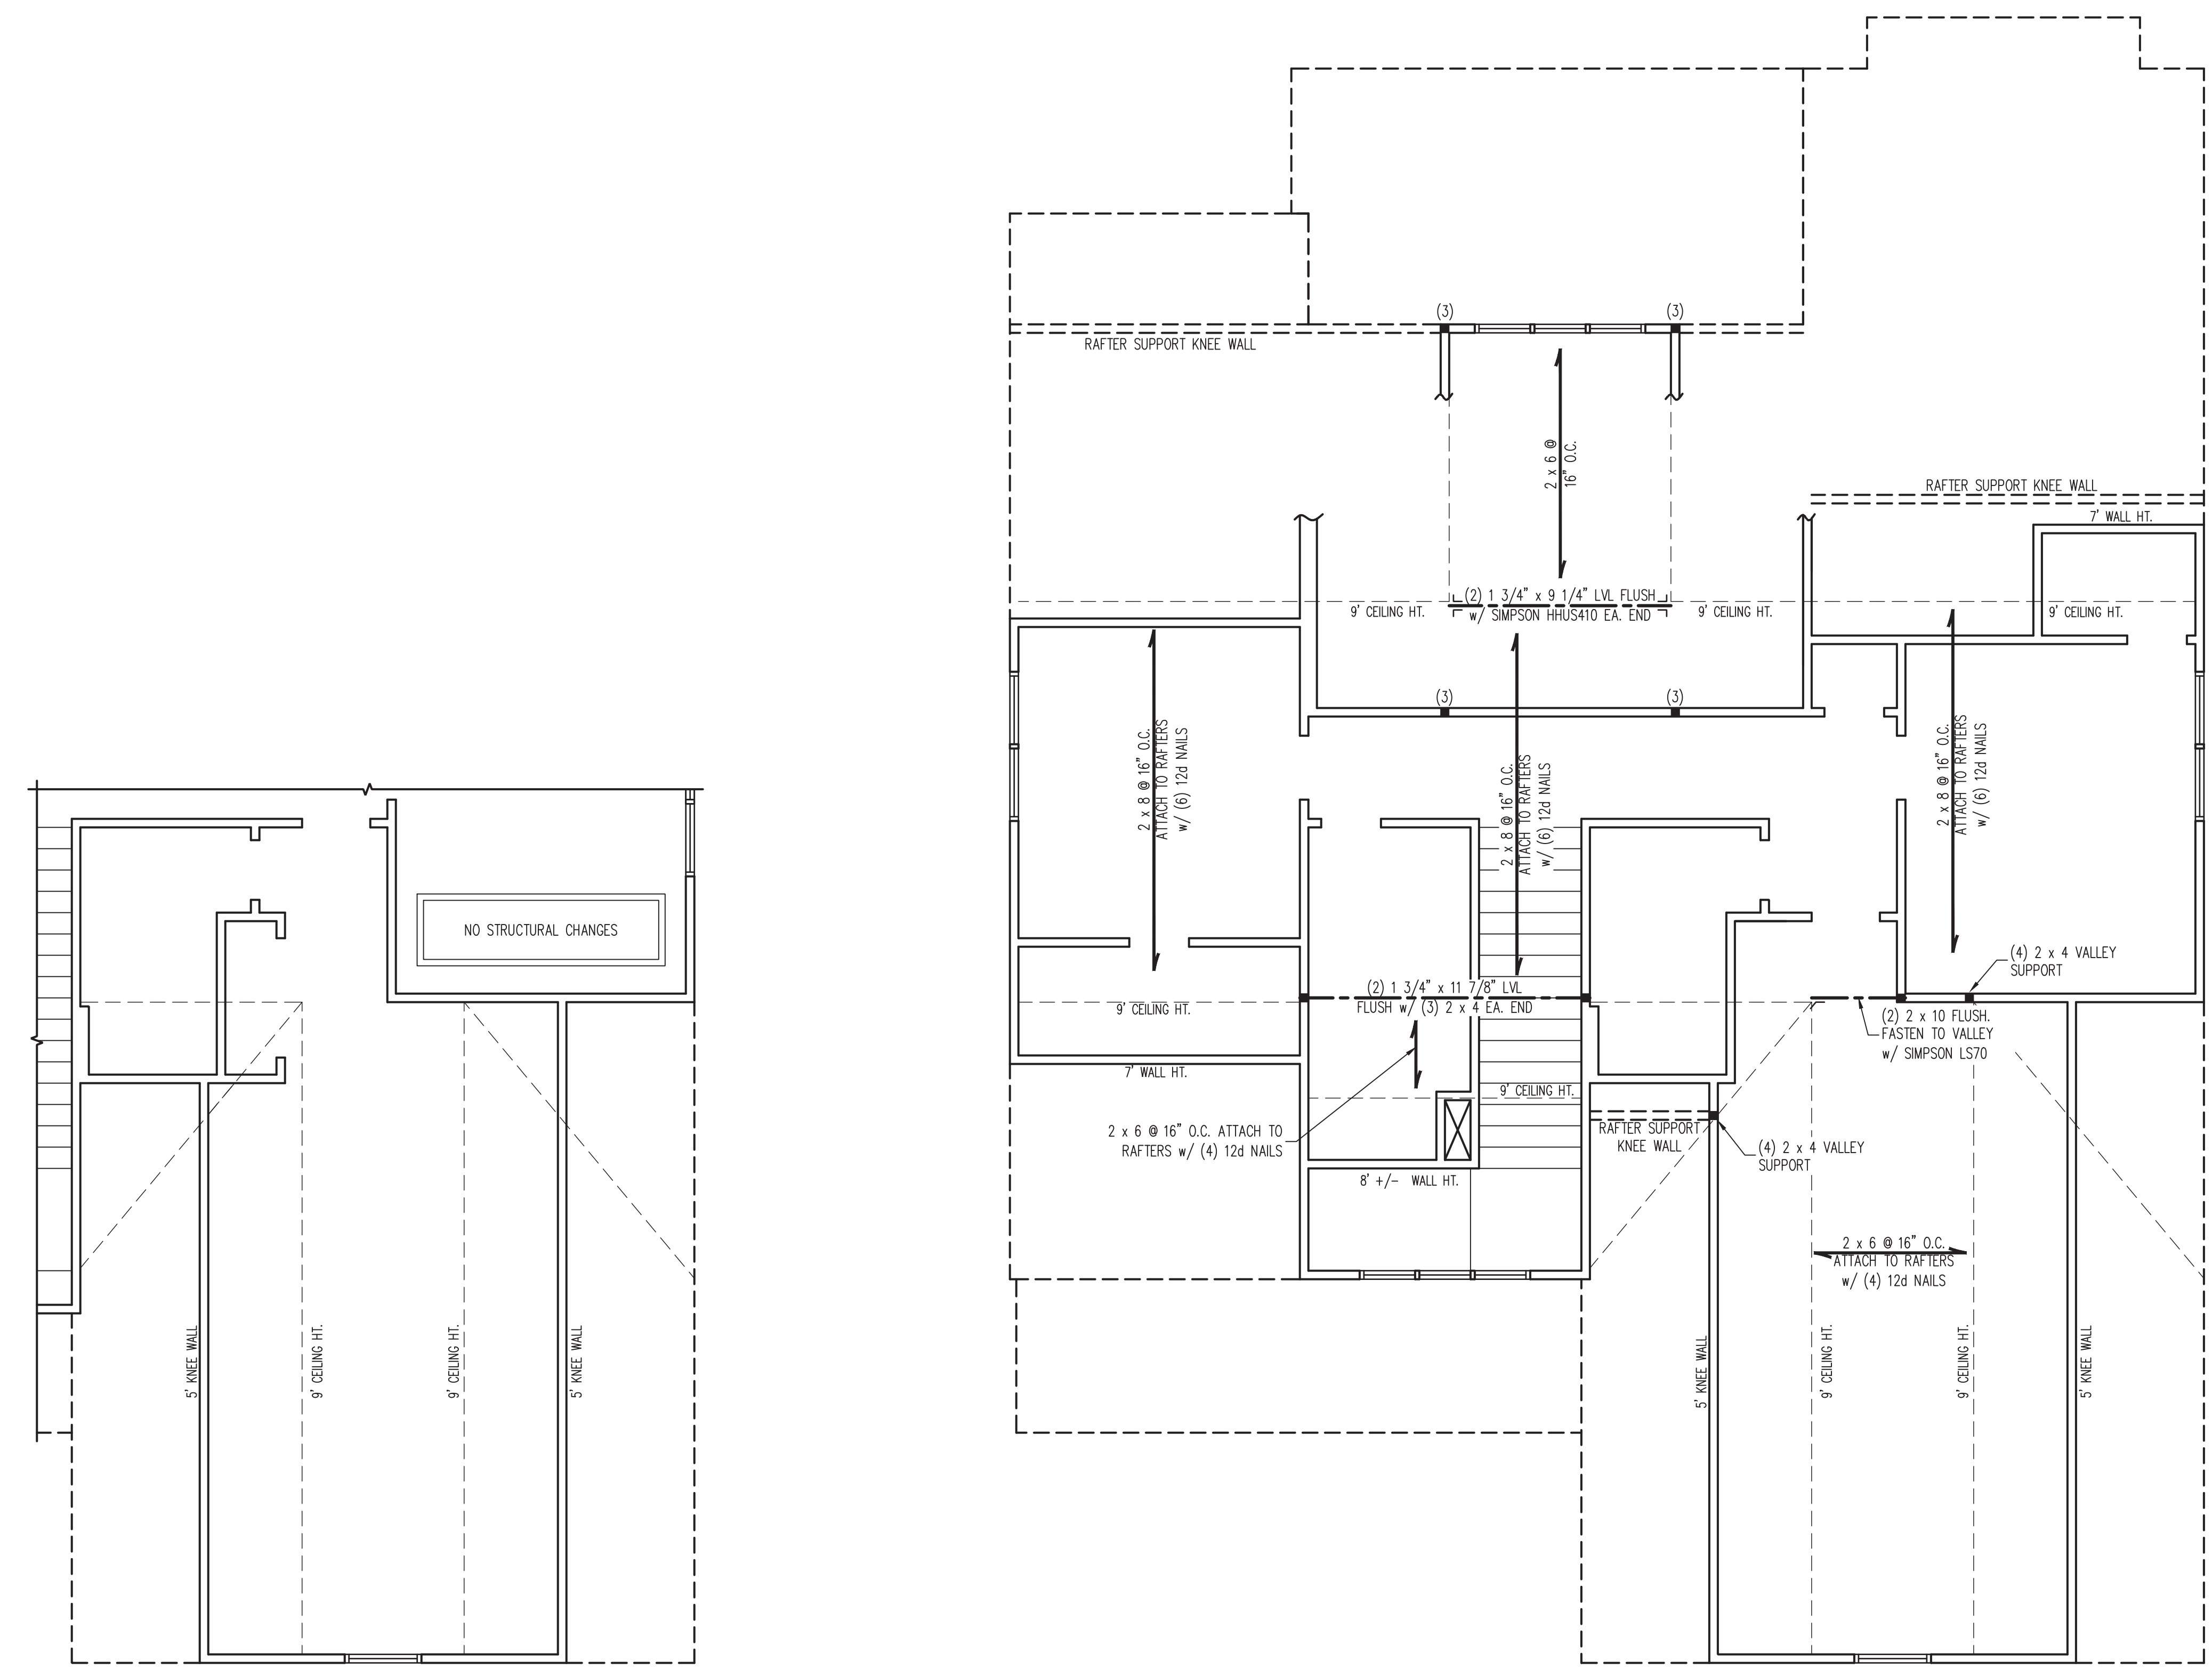 (3)
(3)
RAFTER SUPPORT KNEE WALL
2 x 6 @
16" O.C.
RAFTER SUPPORT KNEE WALL
7' WALL HT.
(2) 1 3/4" x 9 1/4" LVL FLUSH
w/ SIMPSON HHUS410 EA. END
9' CEILING HT.
9' CEILING HT.
9' CEILING HT.
(3)
(3)
2 x 8 @ 16" O.C.
ATTACH TO RAFTERS
w/ (6) 12d NAILS
2 x 8 @ 16" O.C.
ATTACH TO RAFTERS
w/ (6) 12d NAILS
2 x 8 @ 16" O.C.
ATTACH TO RAFTERS
w/ (6) 12d NAILS
NO STRUCTURAL CHANGES
(4) 2 x 4 VALLEY
SUPPORT
(2) 1 3/4" x 11 7/8" LVL
FLUSH w/ (3) 2 x 4 EA. END
9' CEILING HT.
(2) 2 x 10 FLUSH.
FASTEN TO VALLEY
w/ SIMPSON LS70
7' WALL HT.
9' CEILING HT.
2 x 6 @ 16" O.C. ATTACH TO
RAFTERS w/ (4) 12d NAILS
RAFTER SUPPORT
KNEE WALL
(4) 2 x 4 VALLEY
SUPPORT
8' +/- WALL HT.
2 x 6 @ 16" O.C.
ATTACH TO RAFTERS
w/ (4) 12d NAILS
5' KNEE WALL
9' CEILING HT.
9' CEILING HT.
5' KNEE WALL
5' KNEE WALL
9' CEILING HT.
9' CEILING HT.
5' KNEE WALL